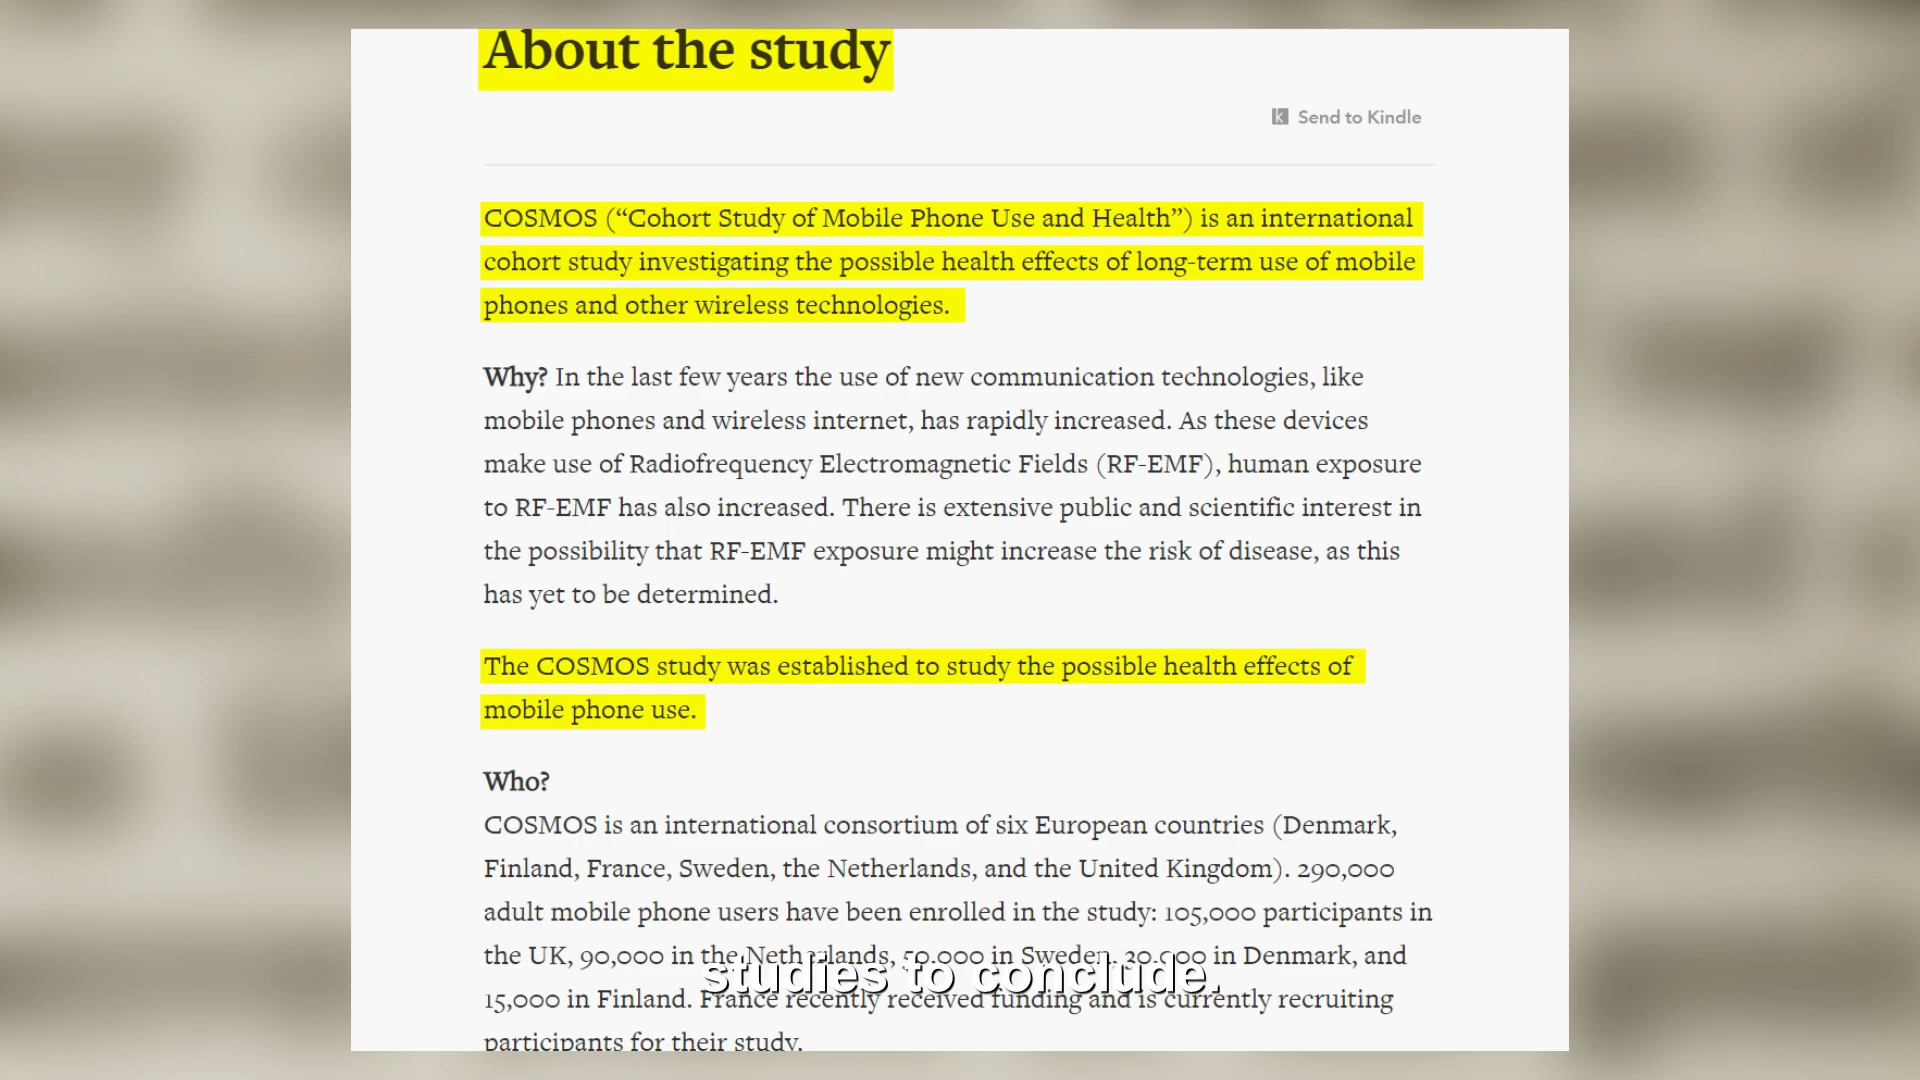 About the study
Send to Kindle
COSMOS (“Cohort Study of Mobile Phone Use and Health”) is an international
cohort study investigating the possible health effects of long-term use of mobile
phones and other wireless technologies.
Why? In the last few years the use of new communication technologies, like
mobile phones and wireless internet, has rapidly increased. As these devices
make use of Radiofrequency Electromagnetic Fields (RF-EMF), human exposure
to RF-EMF has also increased. There is extensive public and scientific interest in
the possibility that RF-EMF exposure might increase the risk of disease, as this
has yet to be determined.
The COSMOS study was established to study the possible health effects of
mobile phone use.
Who?
COSMOS is an international consortium of six European countries (Denmark,
Finland, France, Sweden, the Netherlands, and the United Kingdom). 290,000
adult mobile phone users have been enrolled in the study: 105,000 participants in
the UK, 90,000 in the Netherlands, 50,000 in Sweden, 30,000 in Denmark, and
studies to conclude.
15,000 in Finland. France recently received funding and is currently recruiting
participants for their study.